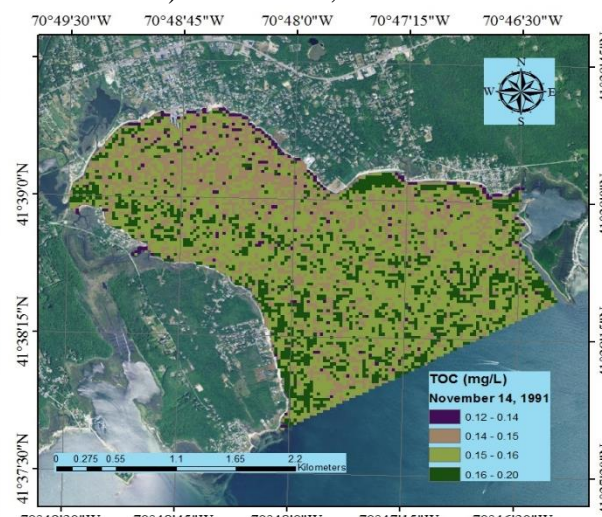 70°49'30"W 70°48'45"W 70°48'0"W 70°47'15"W 70°46'30"W
N
W E
S
41°39'0"N
41°38'15"N
41°37'30"N
TOC (mg/L)
November 14, 1991
0.12 - 0.14
0.14 - 0.15
0.15 - 0.16
0.16 - 0.20
0 0.275 0.55 1.1 1.65 2.2
Kilometers